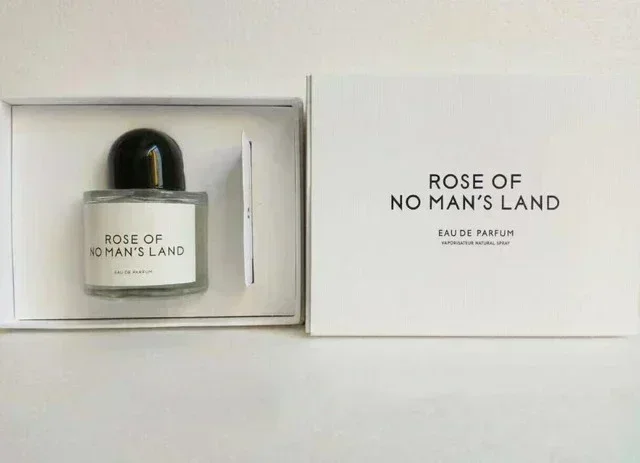 ROSE OF
NO MAN'S LAND
EAU DE PARFUM
ROSE OF
NO MAN'S LAND
EAU DE PARFUM
VAPORISATEUR NATURAL SPRAY